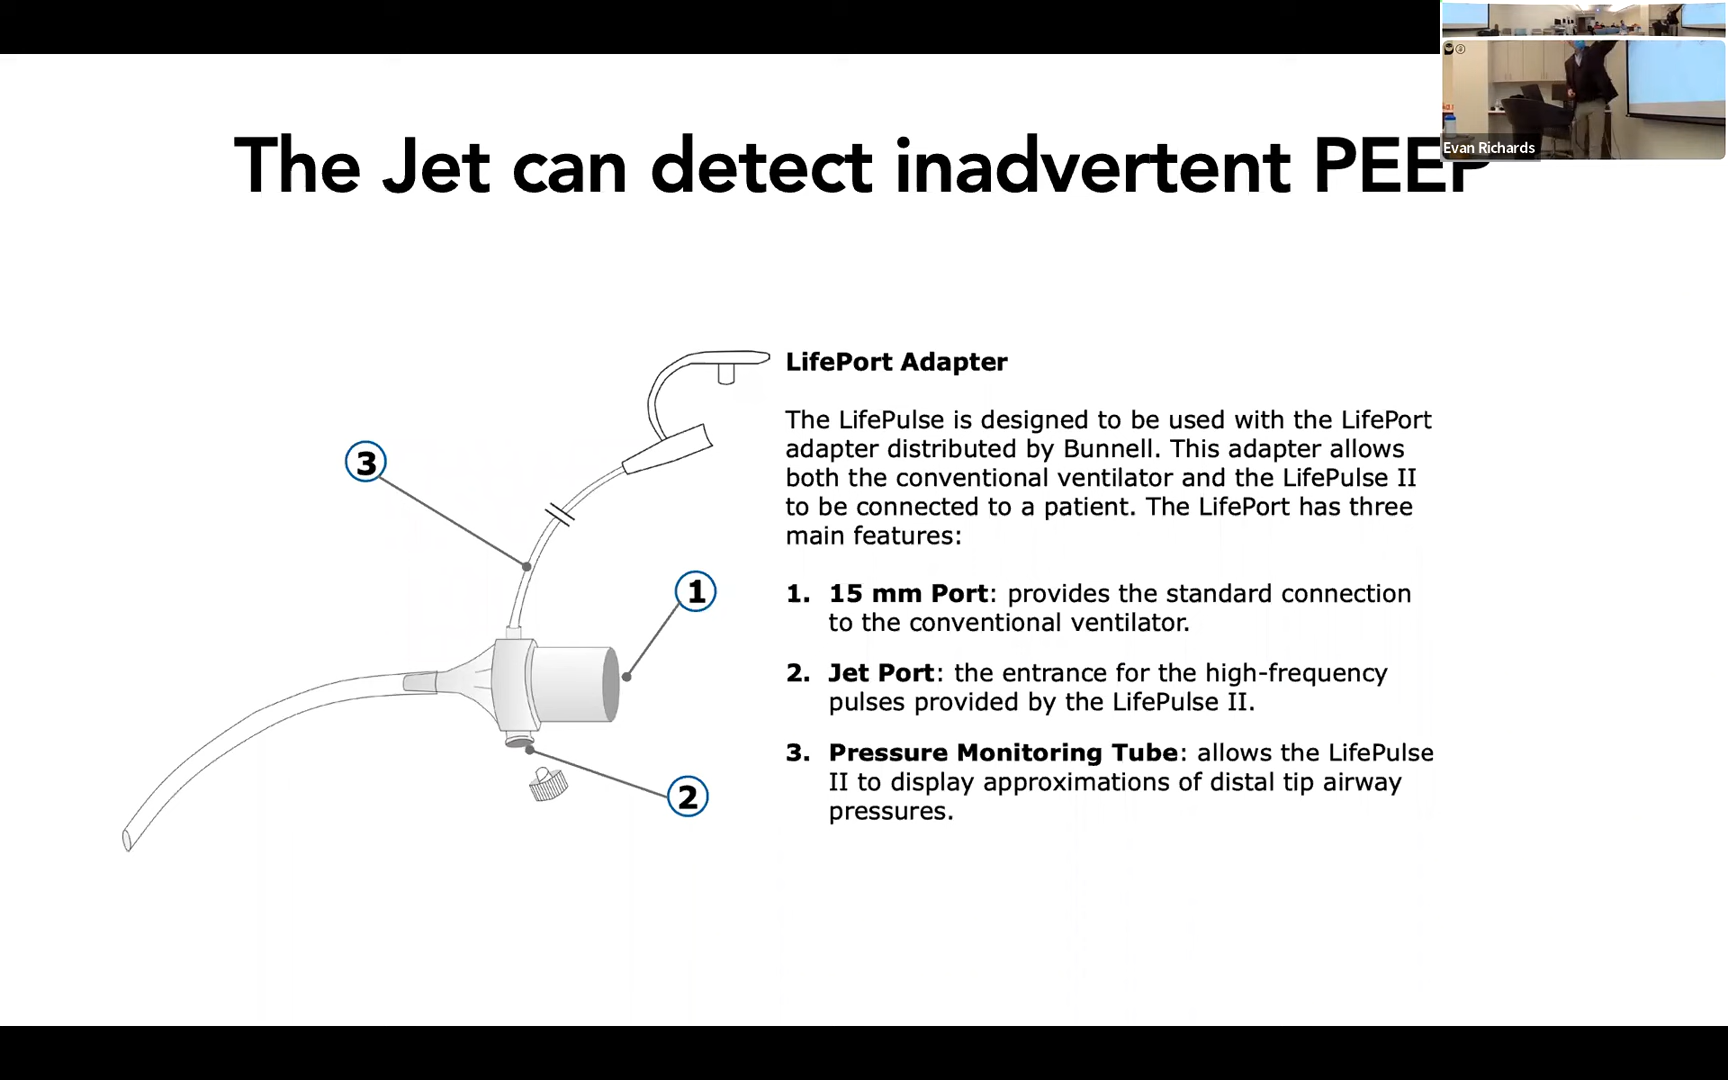 The Jet can detect inadvertent PEEP
Evan Richards
LifePort Adapter
The LifePulse is designed to be used with the LifePort
adapter distributed by Bunnell. This adapter allows
both the conventional ventilator and the LifePulse II
to be connected to a patient. The LifePort has three
main features:
1. 15 mm Port: provides the standard connection
to the conventional ventilator.
2. Jet Port: the entrance for the high-frequency
pulses provided by the LifePulse II.
3. Pressure Monitoring Tube: allows the LifePulse
II to display approximations of distal tip airway
pressures.
3
1
2